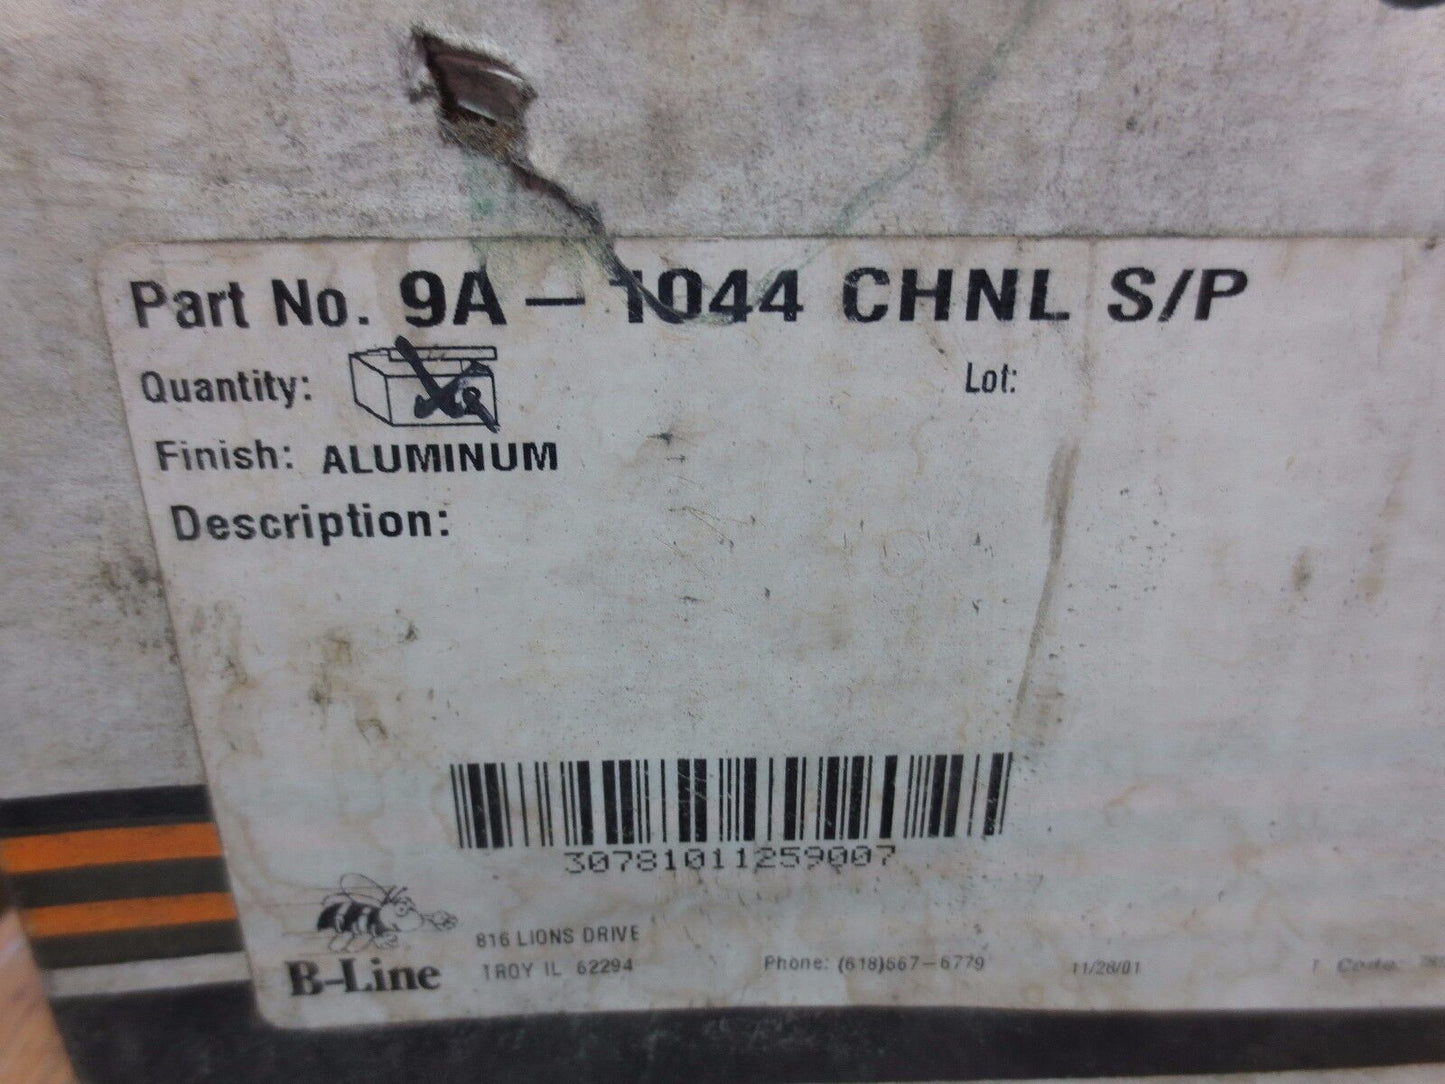 Part No. 9A-1044 CHNL S/P
Quantity:
Lot:
Finish: ALUMINUM
Description:
30781011259007
B-Line
816 LIONS DRIVE
TROY IL 62294
Phone: (618)667-6779
11/28/01
Code: